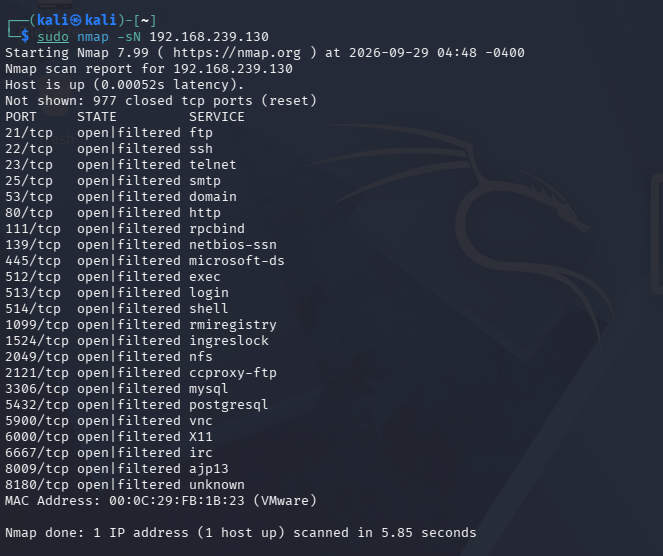 ┌──(kali㉿kali)-[~]
└─$ sudo nmap -sN 192.168.239.130
Starting Nmap 7.99 ( https://nmap.org ) at 2026-09-29 04:48 -0400
Nmap scan report for 192.168.239.130
Host is up (0.00052s latency).
Not shown: 977 closed tcp ports (reset)
PORT     STATE         SERVICE
21/tcp   open|filtered ftp
22/tcp   open|filtered ssh
23/tcp   open|filtered telnet
25/tcp   open|filtered smtp
53/tcp   open|filtered domain
80/tcp   open|filtered http
111/tcp  open|filtered rpcbind
139/tcp  open|filtered netbios-ssn
445/tcp  open|filtered microsoft-ds
512/tcp  open|filtered exec
513/tcp  open|filtered login
514/tcp  open|filtered shell
1099/tcp open|filtered rmiregistry
1524/tcp open|filtered ingreslock
2049/tcp open|filtered nfs
2121/tcp open|filtered ccproxy-ftp
3306/tcp open|filtered mysql
5432/tcp open|filtered postgresql
5900/tcp open|filtered vnc
6000/tcp open|filtered X11
6667/tcp open|filtered irc
8009/tcp open|filtered ajp13
8180/tcp open|filtered unknown
MAC Address: 00:0C:29:FB:1B:23 (VMware)

Nmap done: 1 IP address (1 host up) scanned in 5.85 seconds